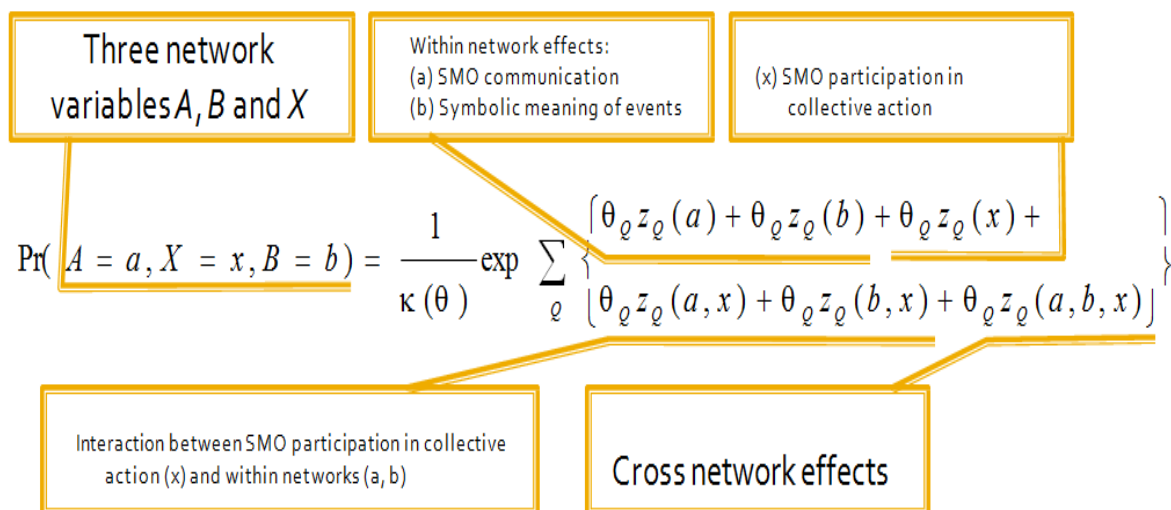 Three network
variables A, B and X
Within network effects:
(a) SMO communication
(b) Symbolic meaning of events
(x) SMO participation in
collective action
Pr( A = a, X = x, B = b ) = 1/κ(θ) exp ∑_Q { θ_Q z_Q (a) + θ_Q z_Q (b) + θ_Q z_Q (x) +
θ_Q z_Q (a, x) + θ_Q z_Q (b, x) + θ_Q z_Q (a, b, x) }
Interaction between SMO participation in collective
action (x) and within networks (a, b)
Cross network effects